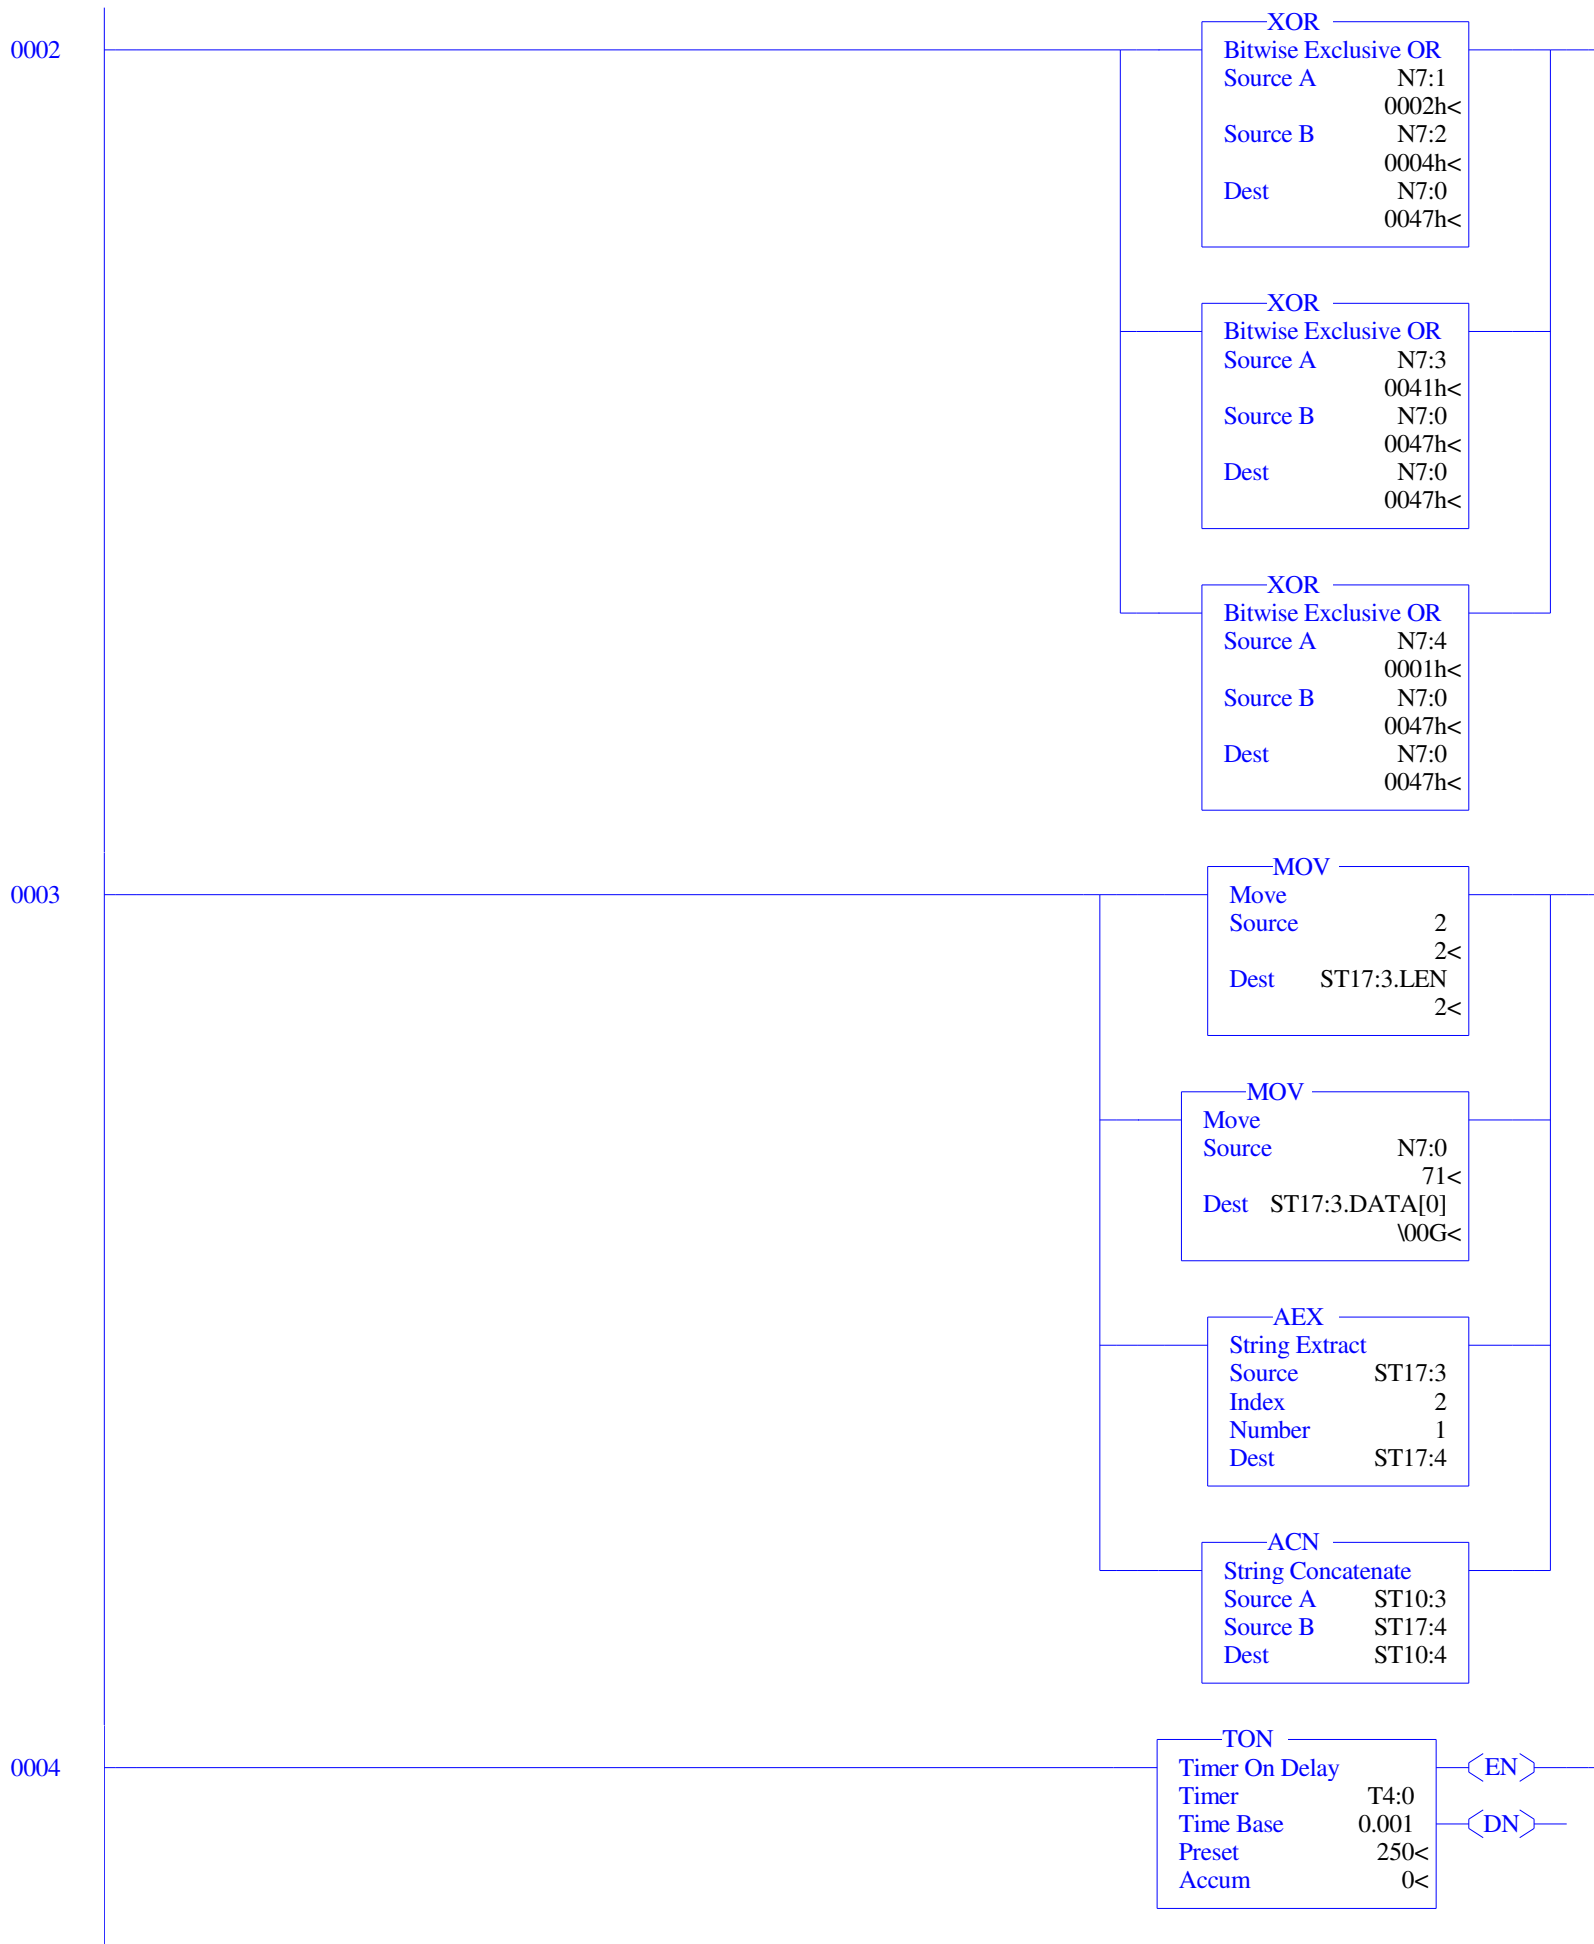 XOR
0002 Bitwise Exclusive OR
Source A N7:1
0002h<
Source B N7:2
0004h<
Dest N7:0
0047h<
XOR
Bitwise Exclusive OR
Source A N7:3
0041h<
Source B N7:0
0047h<
Dest N7:0
0047h<
XOR
Bitwise Exclusive OR
Source A N7:4
0001h<
Source B N7:0
0047h<
Dest N7:0
0047h<
MOV
0003 Move
Source 2
2<
Dest ST17:3.LEN
2<
MOV
Move
Source N7:0
71<
Dest ST17:3.DATA[0]
\00G<
AEX
String Extract
Source ST17:3
Index 2
Number 1
Dest ST17:4
ACN
String Concatenate
Source A ST10:3
Source B ST17:4
Dest ST10:4
TON
0004 Timer On Delay EN
Timer T4:0
Time Base 0.001 DN
Preset 250<
Accum 0<